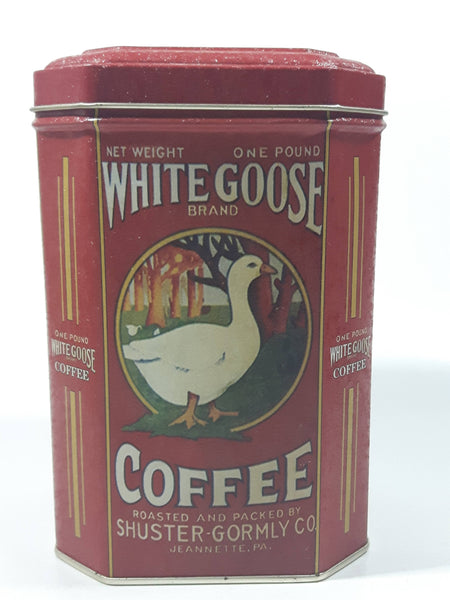 NET WEIGHT ONE POUND
WHITE GOOSE
BRAND
COFFEE
ROASTED AND PACKED BY
SHUSTER-GORMLY CO.
JEANNETTE, PA.
ONE POUND
WHITE GOOSE
COFFEE
ONE POUND
WHITE GOOSE
BRAND
COFFEE